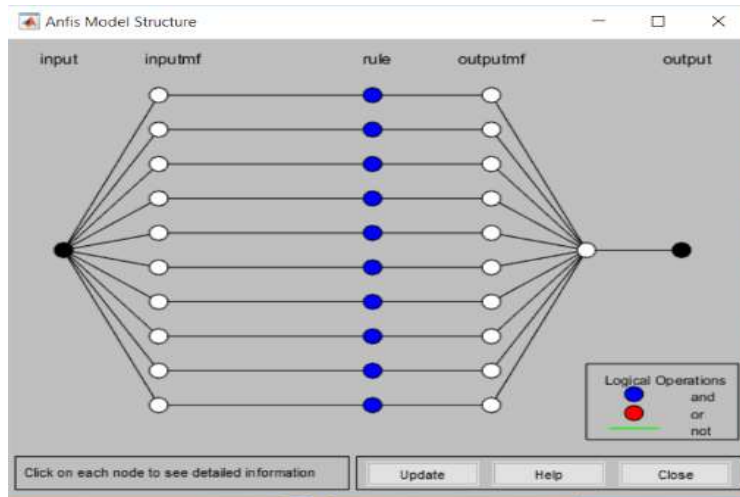 Anfis Model Structure
input inputmf rule outputmf output
Logical Operations
and
or
not
Click on each node to see detailed information
Update Help Close